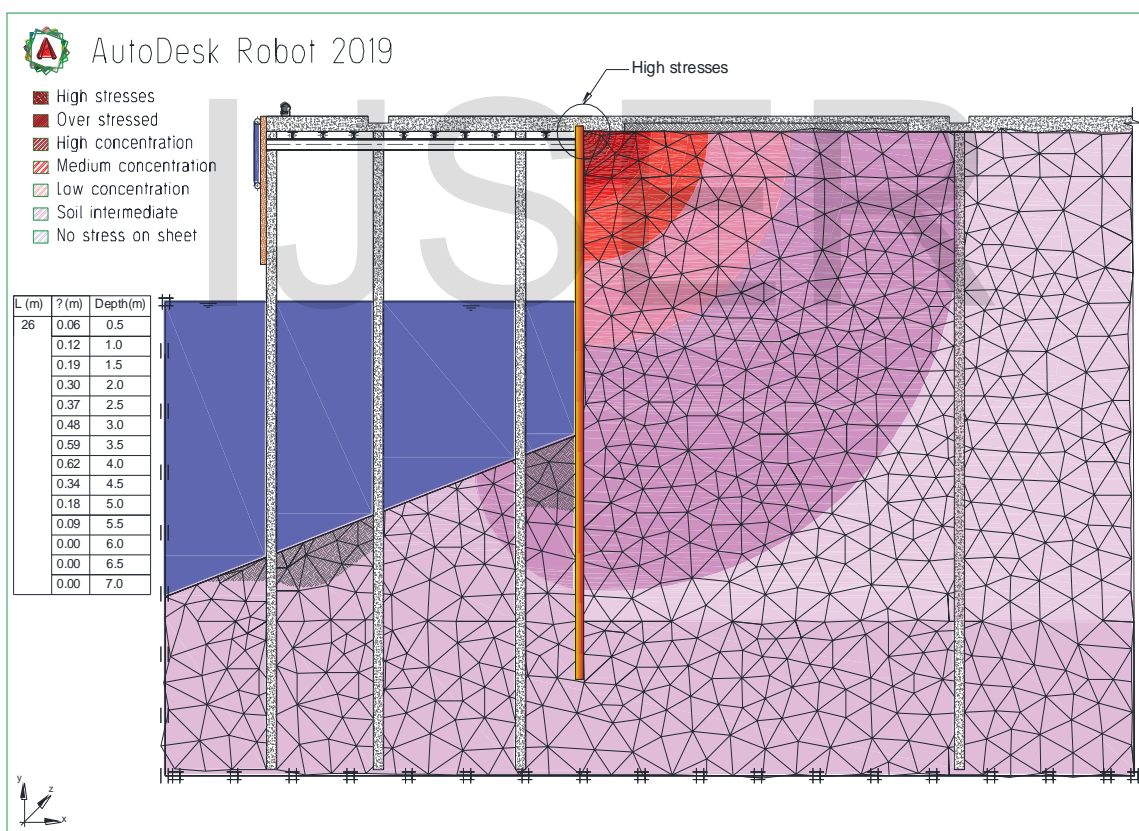 AutoDesk Robot 2019
High stresses
High stresses
Over stressed
High concentration
Medium concentration
Low concentration
Soil intermediate
No stress on sheet
IJSER
L (m) ? (m) Depth(m)
26 0.06 0.5
0.12 1.0
0.19 1.5
0.30 2.0
0.37 2.5
0.48 3.0
0.59 3.5
0.62 4.0
0.34 4.5
0.18 5.0
0.09 5.5
0.00 6.0
0.00 6.5
0.00 7.0
y
z
x